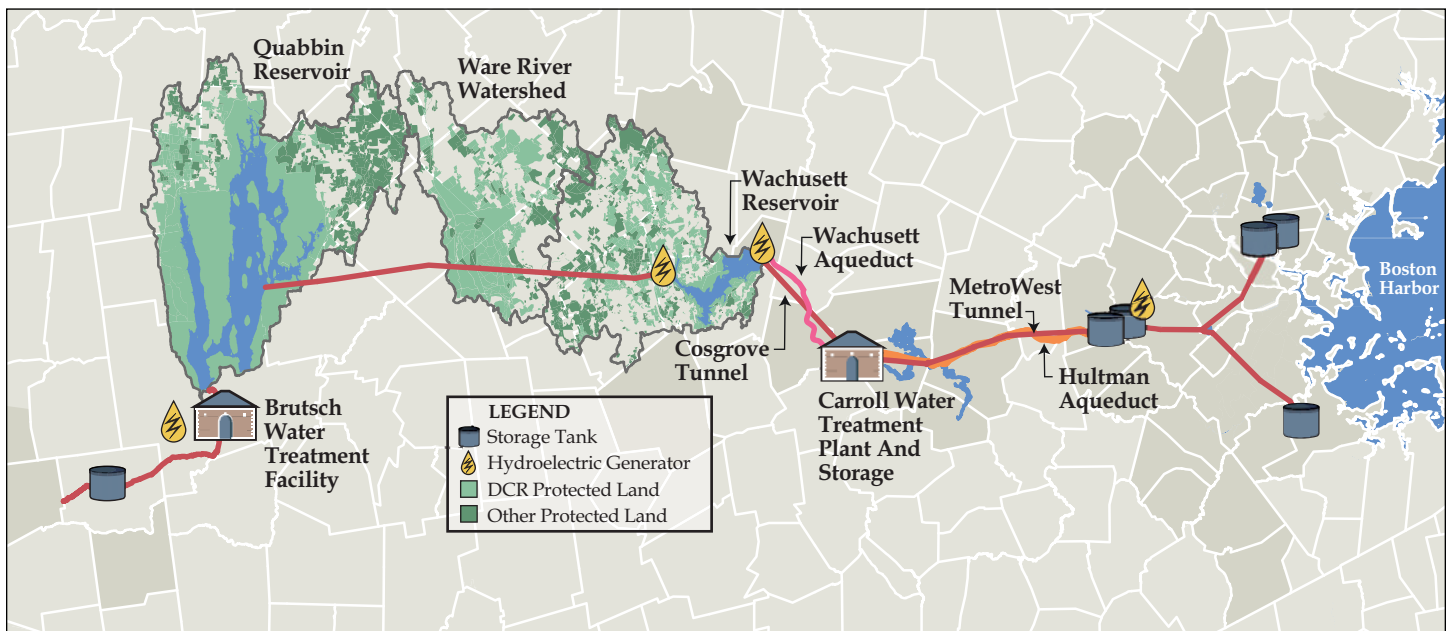 Quabbin
Reservoir
Ware River
Watershed
Wachusett
Reservoir
Wachusett
Aqueduct
MetroWest
Tunnel
Boston
Harbor
Cosgrove
Tunnel
Hultman
Aqueduct
Carroll Water
Treatment
Plant And
Storage
Brutsch
Water
Treatment
Facility
LEGEND
Storage Tank
Hydroelectric Generator
DCR Protected Land
Other Protected Land